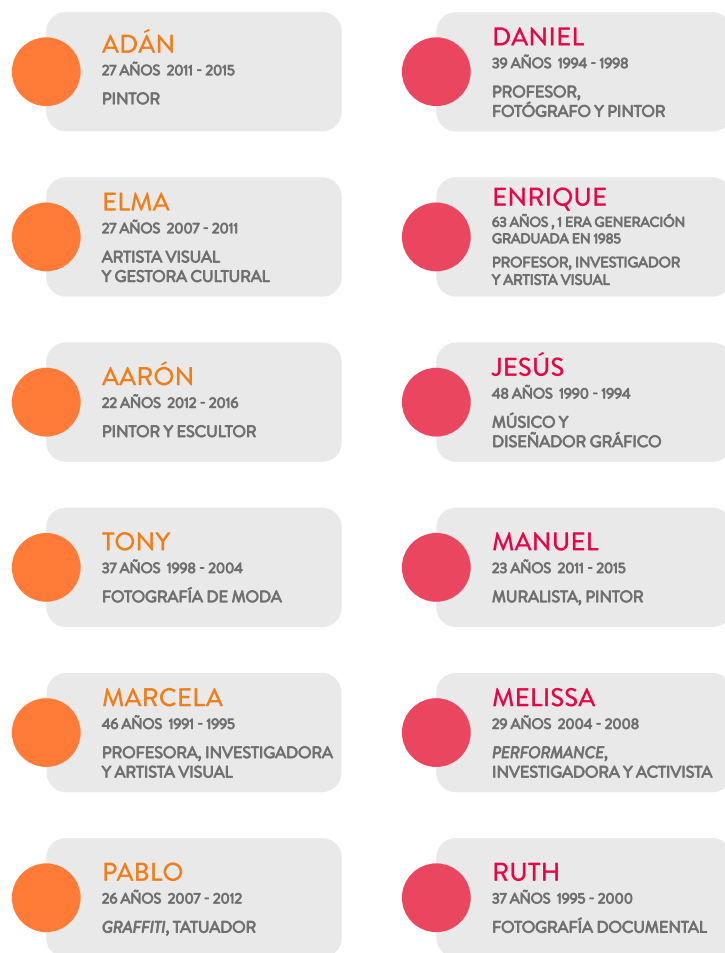 ADÁN
27 AÑOS 2011 - 2015
PINTOR
ELMA
27 AÑOS 2007 - 2011
ARTISTA VISUAL
Y GESTORA CULTURAL
AARÓN
22 AÑOS 2012 - 2016
PINTOR Y ESCULTOR
TONY
37 AÑOS 1998 - 2004
FOTOGRAFÍA DE MODA
MARCELA
46 AÑOS 1991 - 1995
PROFESORA, INVESTIGADORA
Y ARTISTA VISUAL
PABLO
26 AÑOS 2007 - 2012
GRAFFITI, TATUADOR
DANIEL
39 AÑOS 1994 - 1998
PROFESOR,
FOTÓGRAFO Y PINTOR
ENRIQUE
63 AÑOS , 1 ERA GENERACIÓN
GRADUADA EN 1985
PROFESOR, INVESTIGADOR
Y ARTISTA VISUAL
JESÚS
48 AÑOS 1990 - 1994
MÚSICO Y
DISEÑADOR GRÁFICO
MANUEL
23 AÑOS 2011 - 2015
MURALISTA, PINTOR
MELISSA
29 AÑOS 2004 - 2008
PERFORMANCE,
INVESTIGADORA Y ACTIVISTA
RUTH
37 AÑOS 1995 - 2000
FOTOGRAFÍA DOCUMENTAL